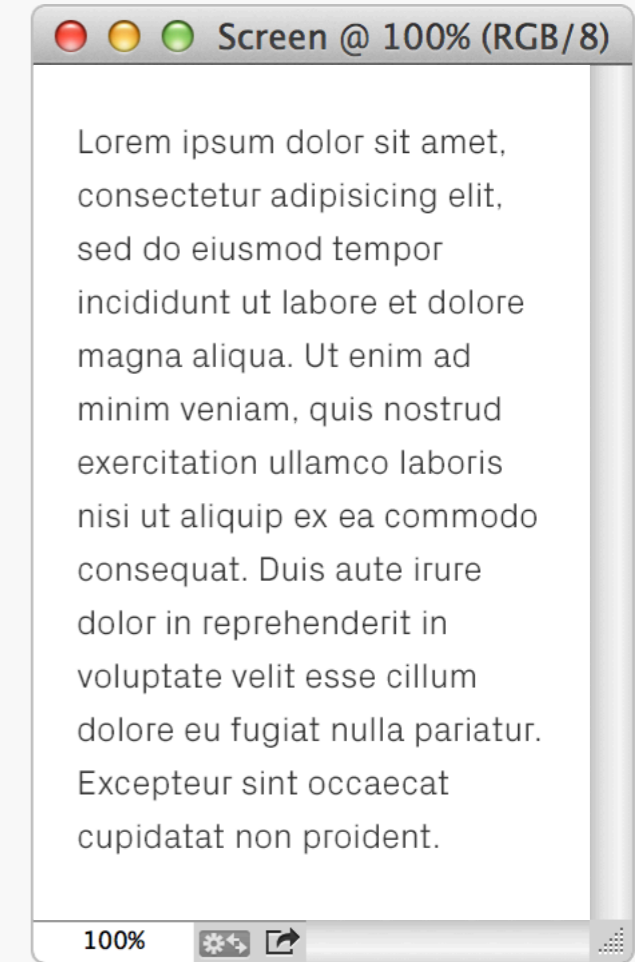 Screen @ 100% (RGB/8)
Lorem ipsum dolor sit amet,
consectetur adipisicing elit,
sed do eiusmod tempor
incididunt ut labore et dolore
magna aliqua. Ut enim ad
minim veniam, quis nostrud
exercitation ullamco laboris
nisi ut aliquip ex ea commodo
consequat. Duis aute irure
dolor in reprehenderit in
voluptate velit esse cillum
dolore eu fugiat nulla pariatur.
Excepteur sint occaecat
cupidatat non proident.
100%